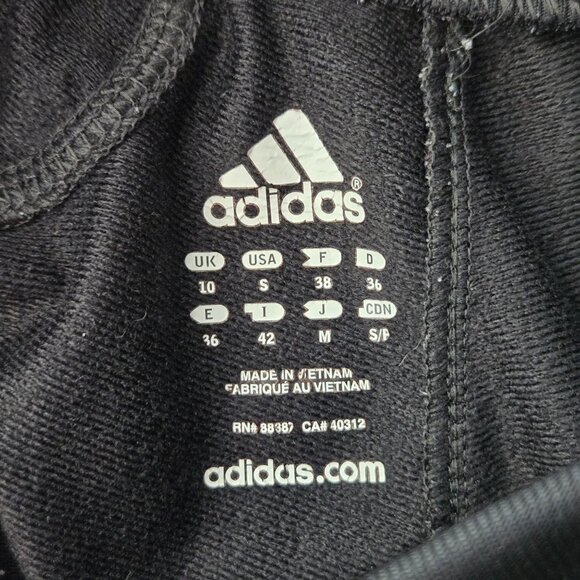 adidas®
UK USA F D
10 S 38 36
E I J CDN
36 42 M S/P
MADE IN VIETNAM
FABRIQUÉ AU VIETNAM
RN# 88387 CA# 40312
adidas.com